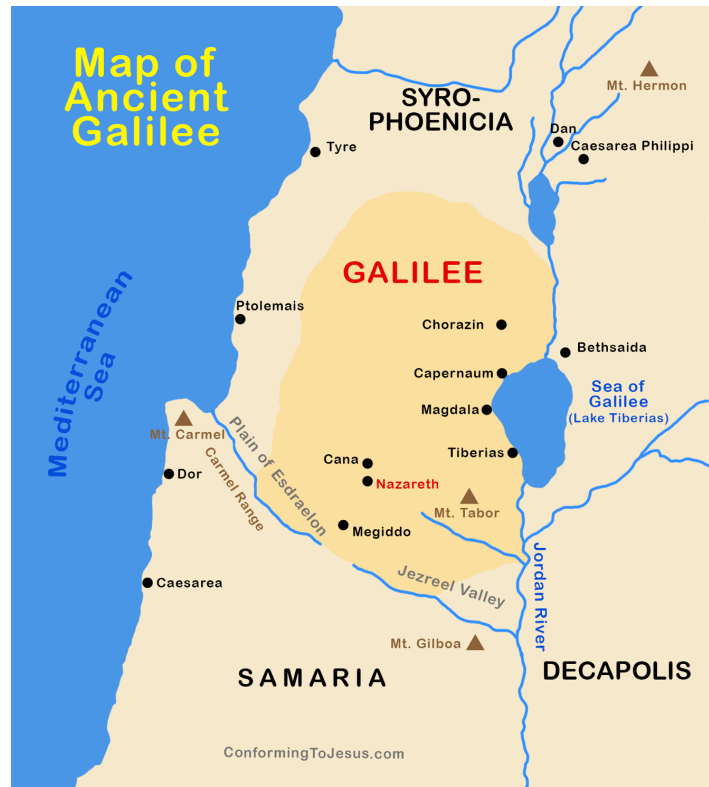 Map of
Ancient
Galilee
Mt. Hermon
SYRO-
PHOENICIA
Dan
Tyre
Caesarea Philippi
GALILEE
Ptolemais
Chorazin
Bethsaida
Mediterranean
Sea
Capernaum
Sea of
Galilee
(Lake Tiberias)
Magdala
Mt. Carmel
Plain of Esdraelon
Carmel Range
Tiberias
Cana
Dor
Nazareth
Mt. Tabor
Megiddo
Jordan River
Jezreel Valley
Caesarea
Mt. Gilboa
SAMARIA
DECAPOLIS
ConformingToJesus.com